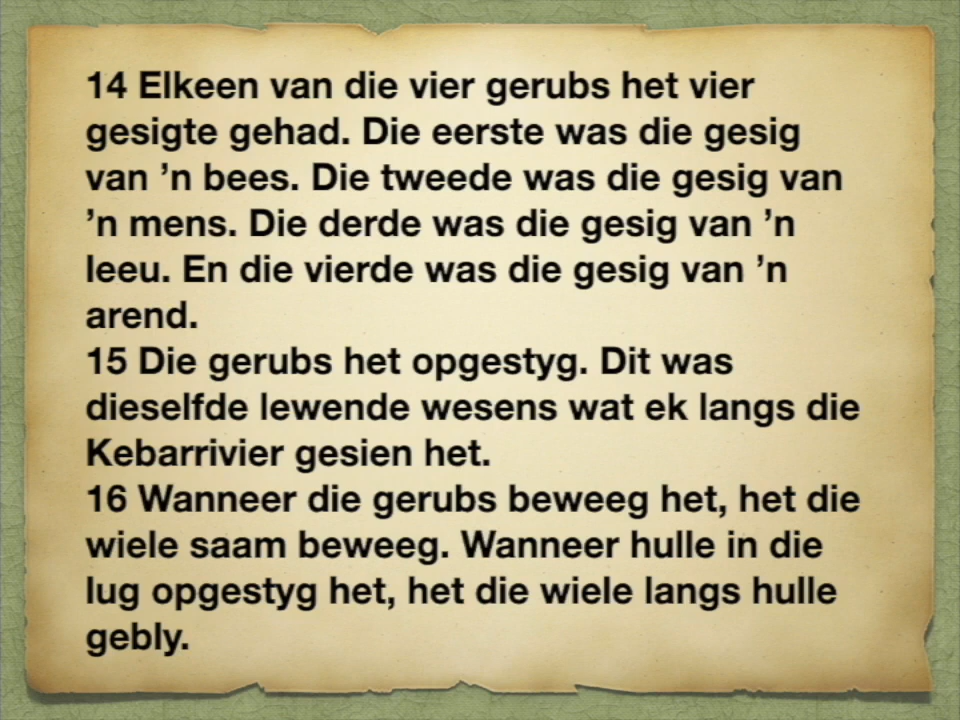 14 Elkeen van die vier gerubs het vier
gesigte gehad. Die eerste was die gesig
van ’n bees. Die tweede was die gesig van
’n mens. Die derde was die gesig van ’n
leeu. En die vierde was die gesig van ’n
arend.
15 Die gerubs het opgestyg. Dit was
dieselfde lewende wesens wat ek langs die
Kebarrivier gesien het.
16 Wanneer die gerubs beweeg het, het die
wiele saam beweeg. Wanneer hulle in die
lug opgestyg het, het die wiele langs hulle
gebly.